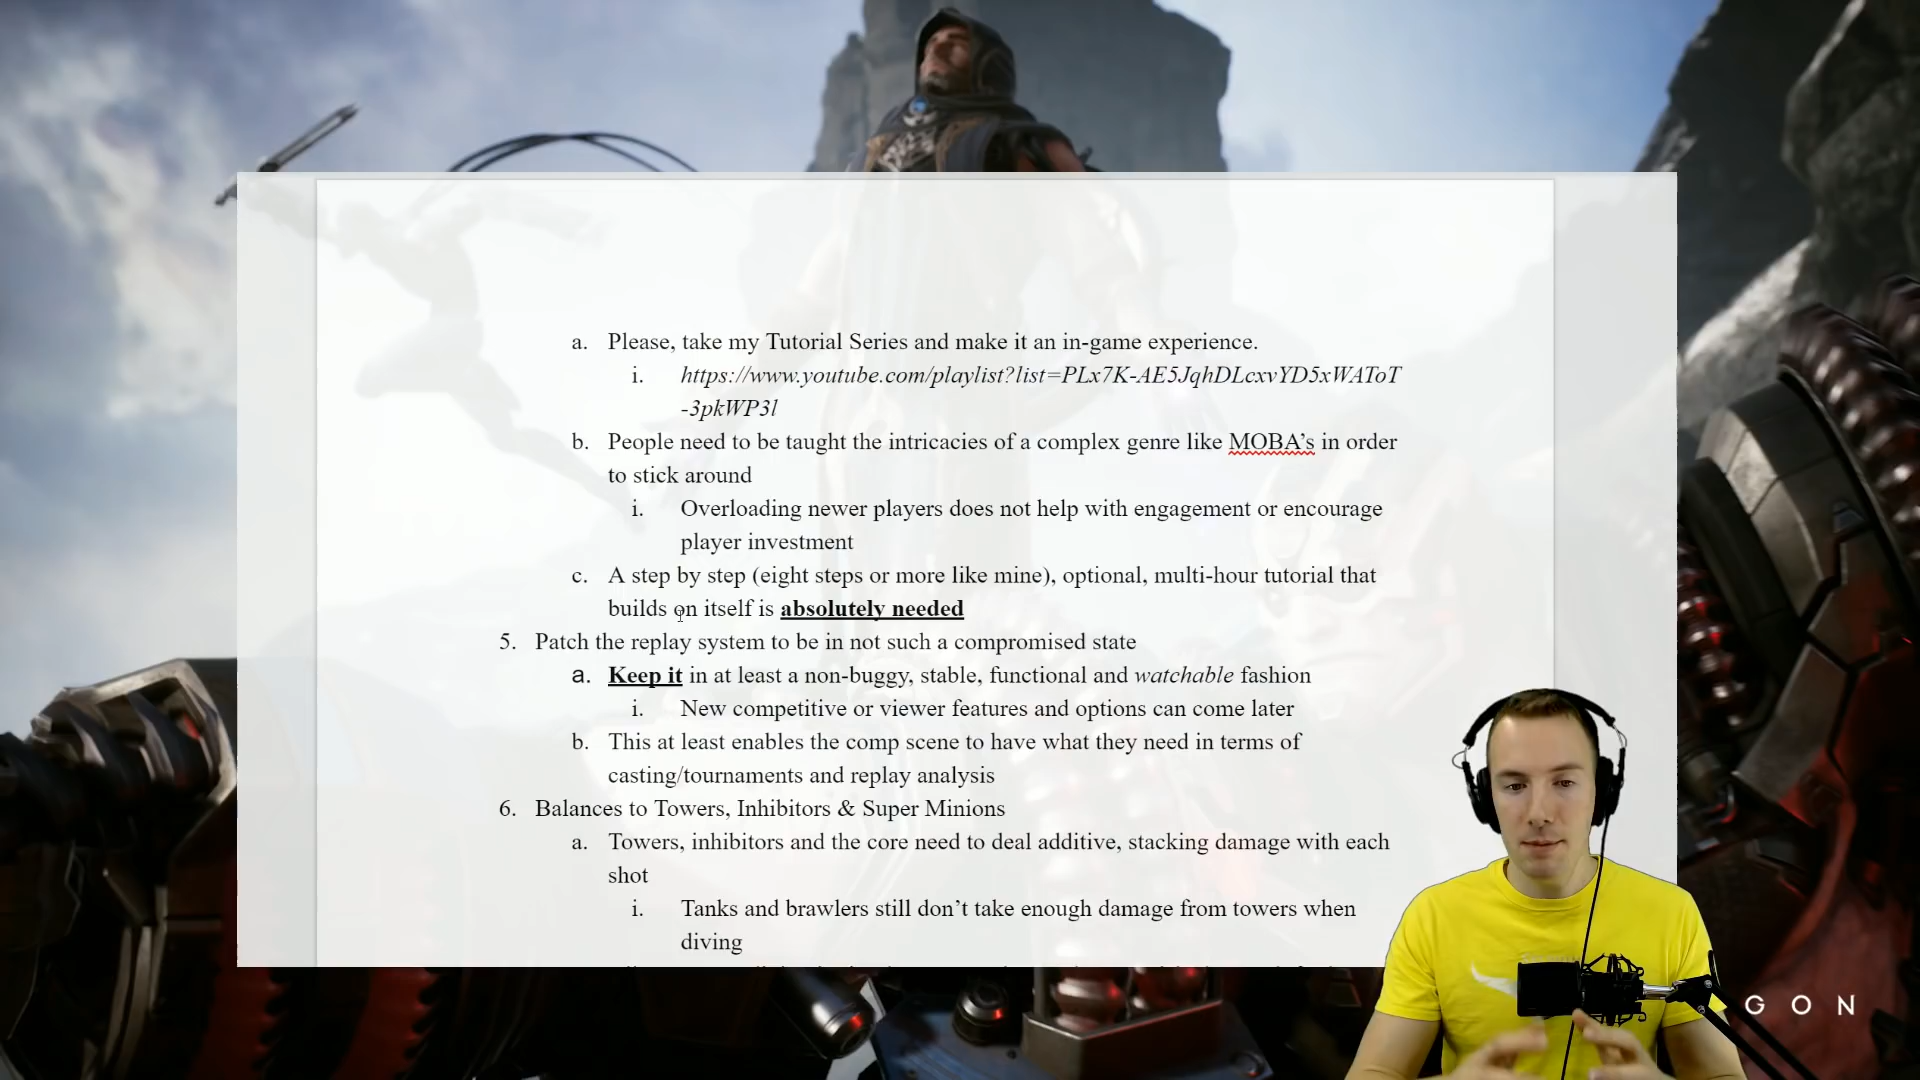 a. Please, take my Tutorial Series and make it an in-game experience.
i. https://www.youtube.com/playlist?list=PLx7K-AE5JqhDLcxvYD5xWAToT
-3pkWP3l
b. People need to be taught the intricacies of a complex genre like MOBA’s in order
to stick around
i. Overloading newer players does not help with engagement or encourage
player investment
c. A step by step (eight steps or more like mine), optional, multi-hour tutorial that
builds on itself is absolutely needed
5. Patch the replay system to be in not such a compromised state
a. Keep it in at least a non-buggy, stable, functional and watchable fashion
i. New competitive or viewer features and options can come later
b. This at least enables the comp scene to have what they need in terms of
casting/tournaments and replay analysis
6. Balances to Towers, Inhibitors & Super Minions
a. Towers, inhibitors and the core need to deal additive, stacking damage with each
shot
i. Tanks and brawlers still don’t take enough damage from towers when
diving
GON